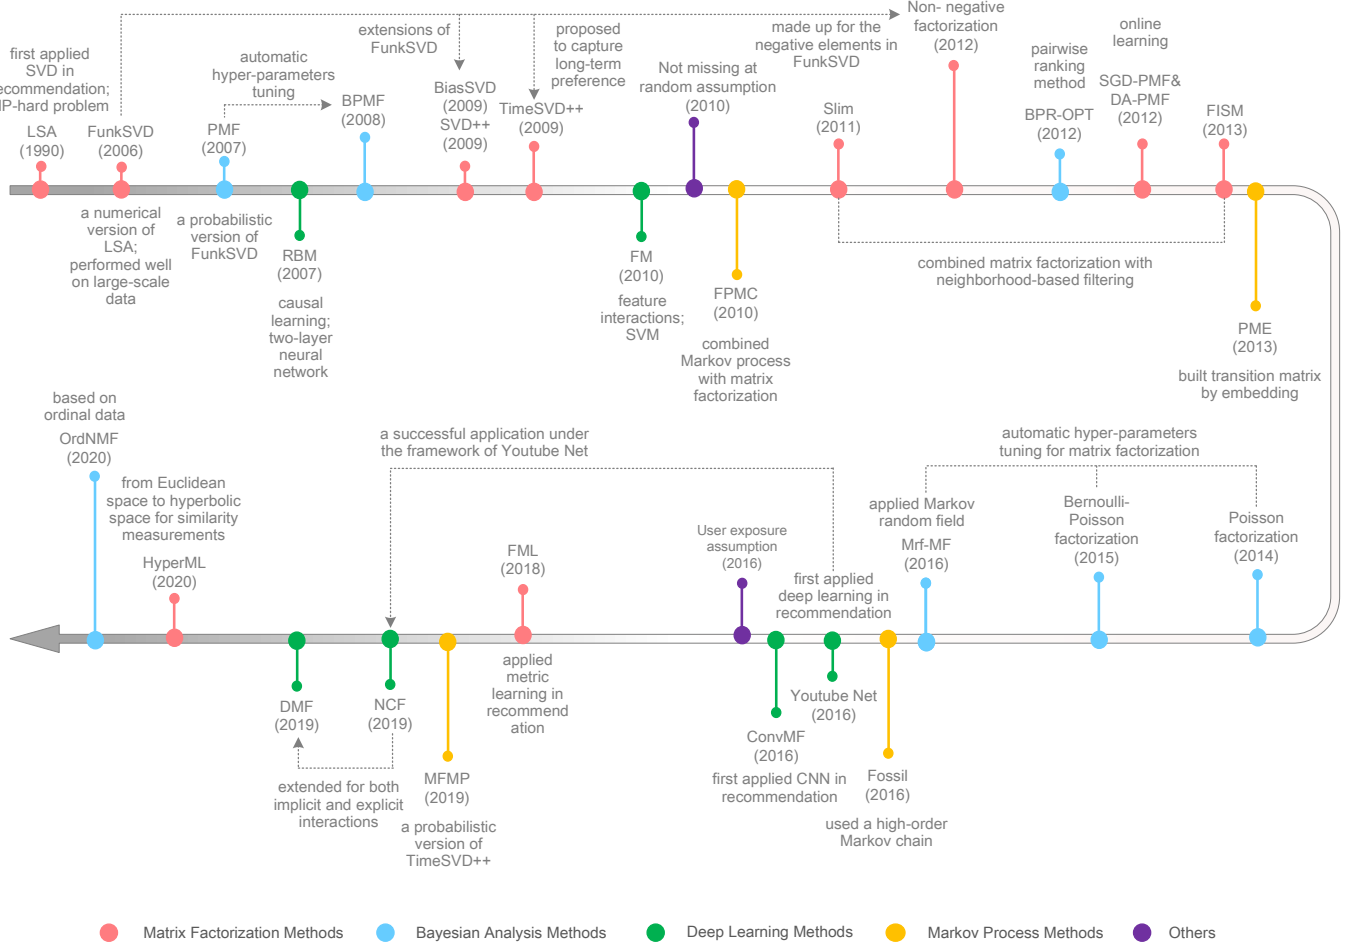 first applied
SVD in
recommendation;
NP-hard problem
LSA
(1990)
FunkSVD
(2006)
a numerical
version of
LSA;
performed well
on large-scale
data
automatic
hyper-parameters
tuning
PMF
(2007)
a probabilistic
version of
FunkSVD
RBM
(2007)
causal
learning;
two-layer
neural
network
BPMF
(2008)
extensions of
FunkSVD
BiasSVD
(2009)
SVD++
(2009)
TimeSVD++
(2009)
proposed
to capture
long-term
preference
FM
(2010)
feature
interactions;
SVM
Not missing at
random assumption
(2010)
FPMC
(2010)
combined
Markov process
with matrix
factorization
made up for the
negative elements in
FunkSVD
Slim
(2011)
Non- negative
factorization
(2012)
pairwise
ranking
method
BPR-OPT
(2012)
online
learning
SGD-PMF&
DA-PMF
(2012)
FISM
(2013)
combined matrix factorization with
neighborhood-based filtering
PME
(2013)
built transition matrix
by embedding
automatic hyper-parameters
tuning for matrix factorization
Poisson
factorization
(2014)
Bernoulli-
Poisson
factorization
(2015)
applied Markov
random field
Mrf-MF
(2016)
Fossil
(2016)
used a high-order
Markov chain
first applied
deep learning in
recommendation
Youtube Net
(2016)
ConvMF
(2016)
first applied CNN in
recommendation
User exposure
assumption
(2016)
FML
(2018)
applied
metric
learning in
recommend
ation
a successful application under
the framework of Youtube Net
MFMP
(2019)
a probabilistic
version of
TimeSVD++
NCF
(2019)
DMF
(2019)
extended for both
implicit and explicit
interactions
from Euclidean
space to hyperbolic
space for similarity
measurements
HyperML
(2020)
based on
ordinal data
OrdNMF
(2020)
Matrix Factorization Methods
Bayesian Analysis Methods
Deep Learning Methods
Markov Process Methods
Others